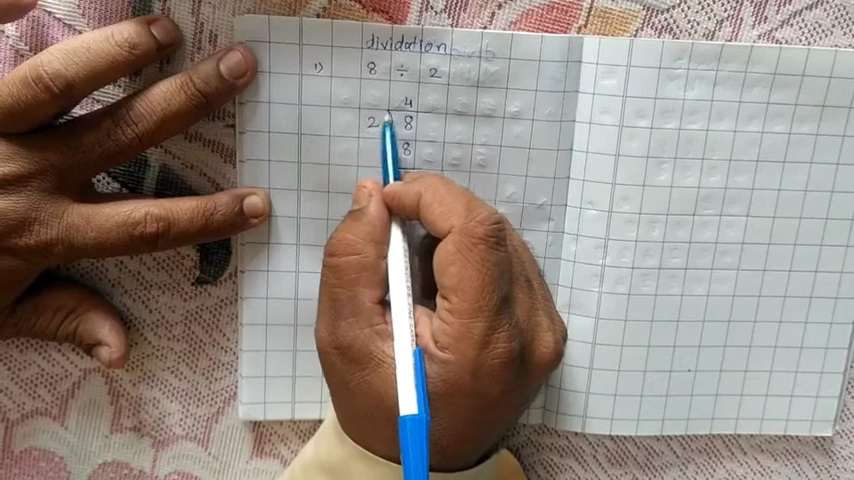 dividation
1) 8 ÷ 2
4
2 8
8